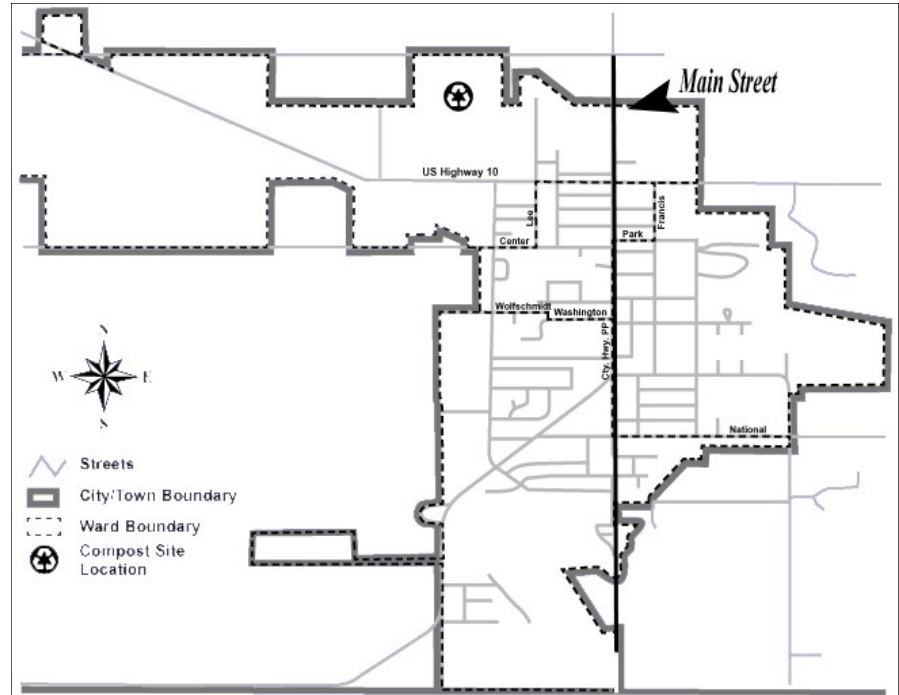 Main Street
US Highway 10
Lee
Francis
Park
Center
Wolfschmidt
Washington
Cty. Hwy. PP
National
N
W
E
S
Streets
City/Town Boundary
Ward Boundary
Compost Site
Location